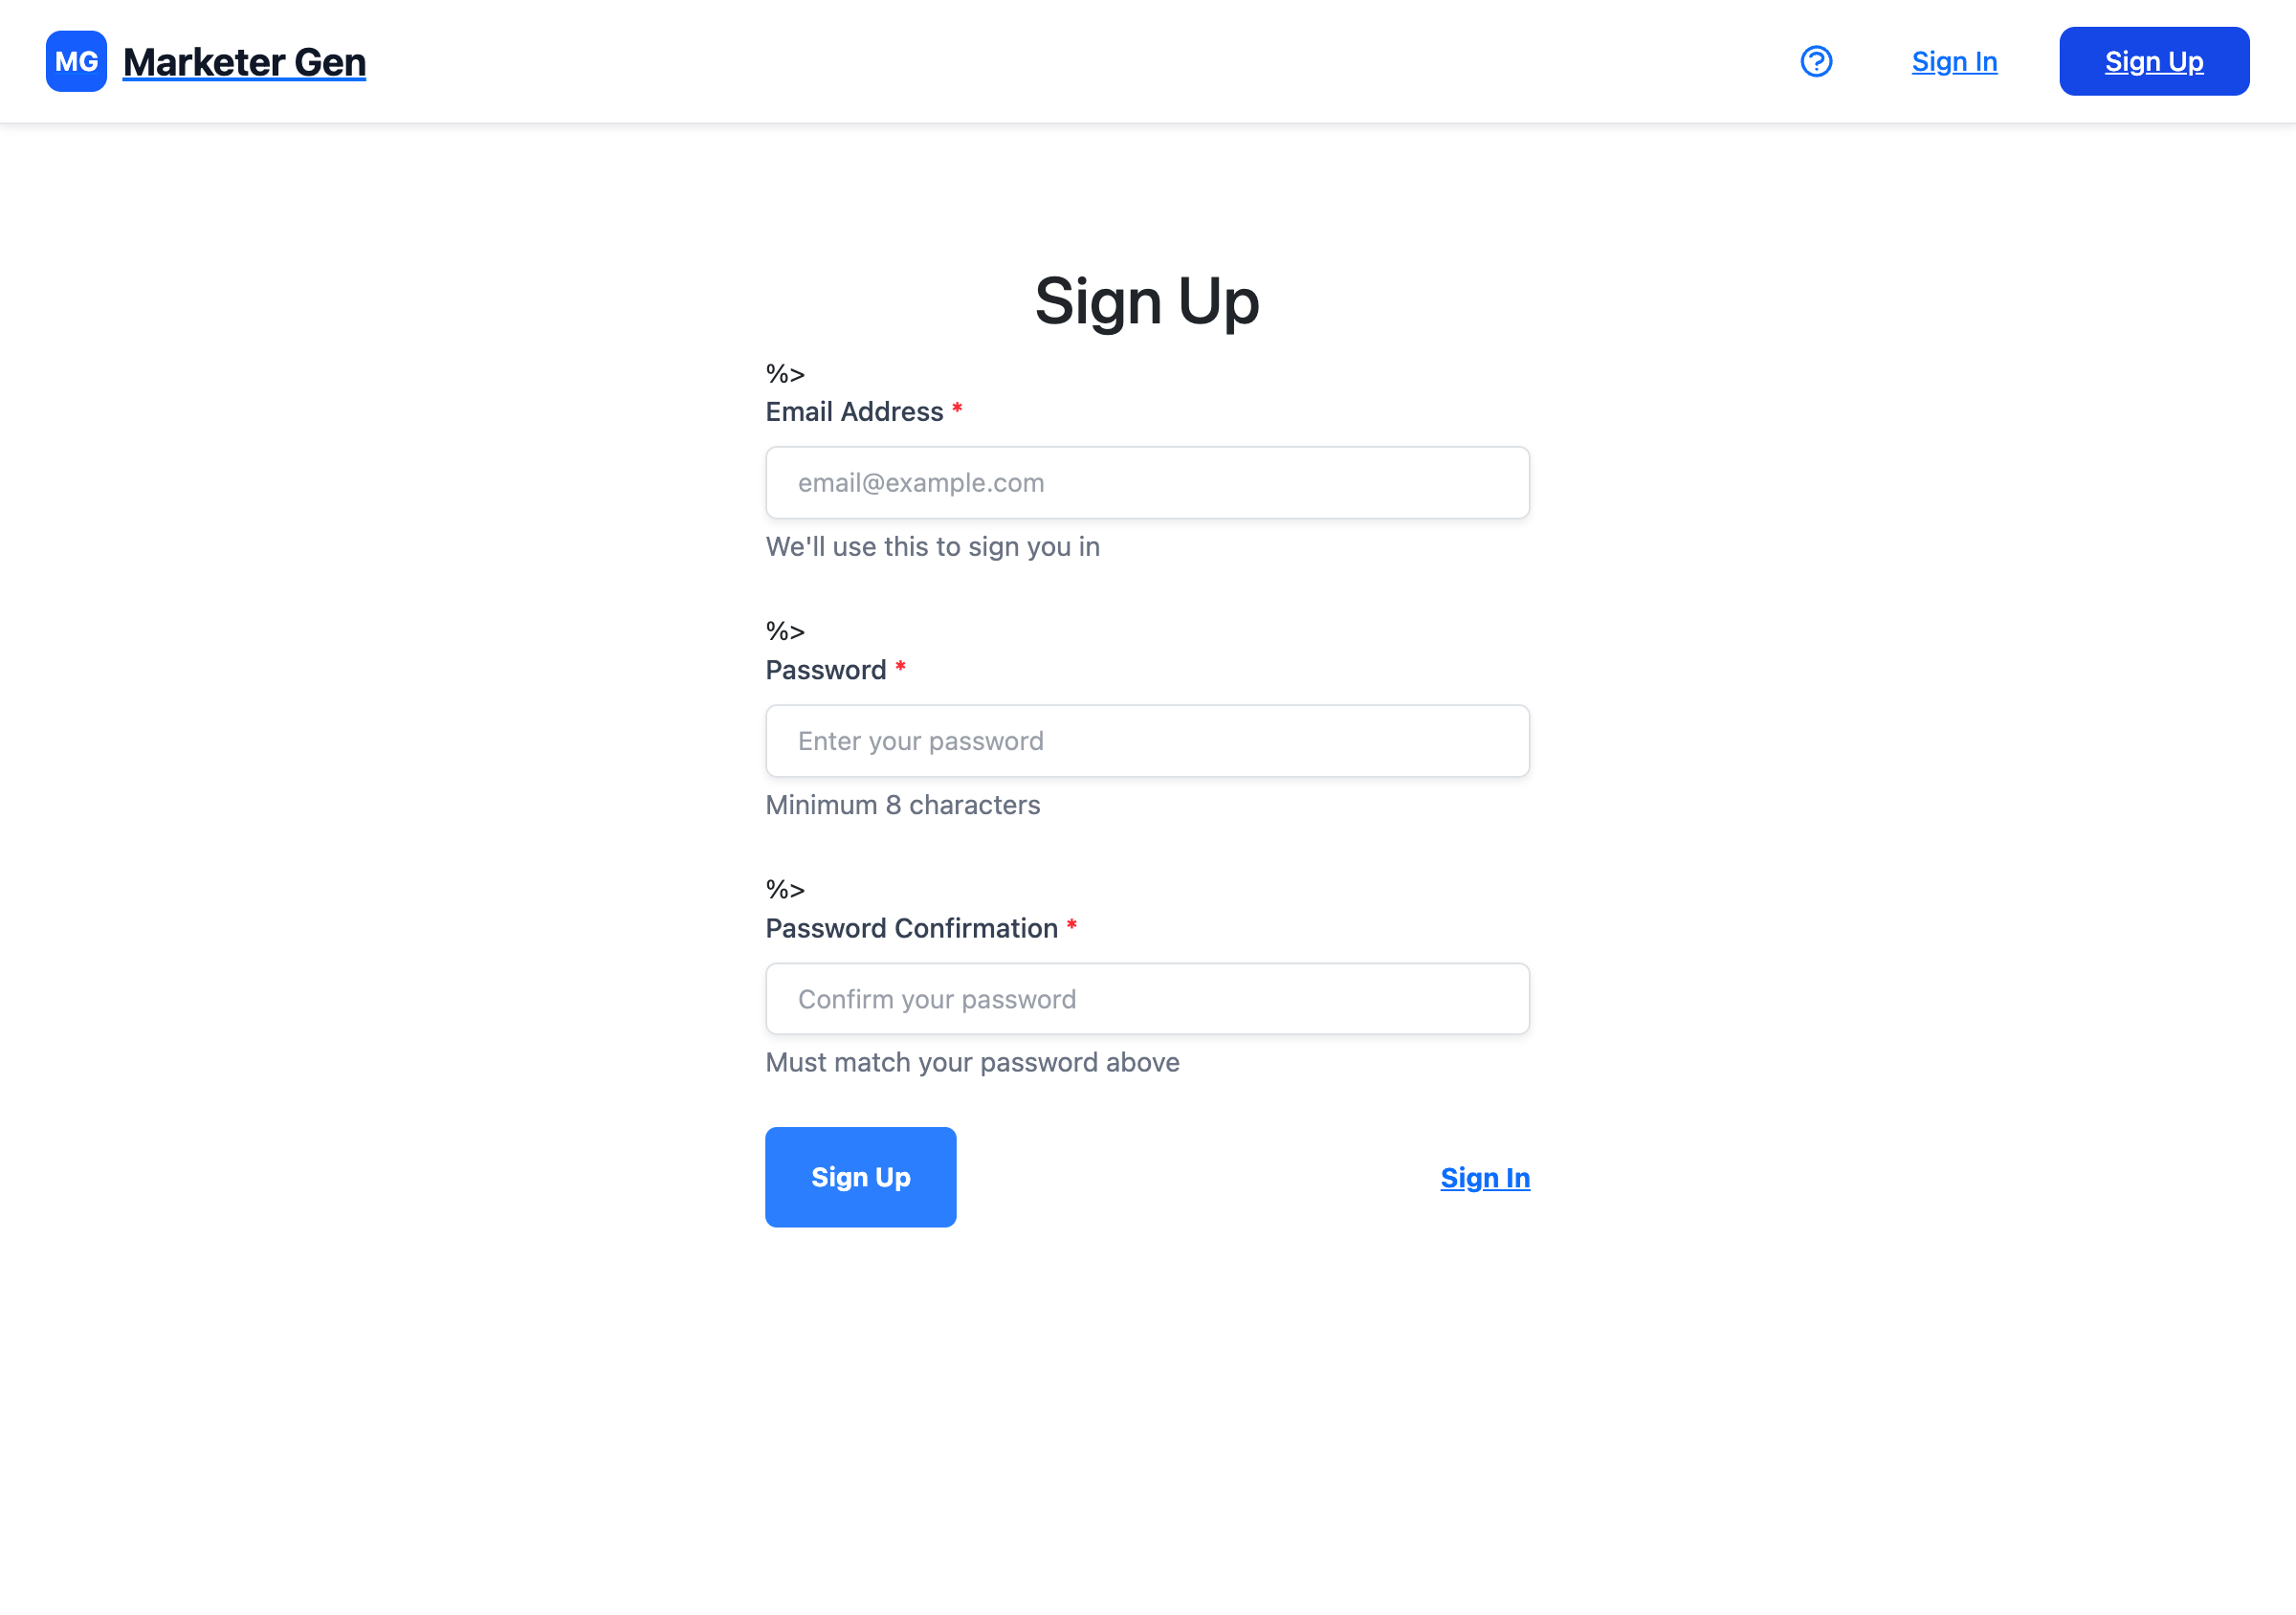 MG Marketer Gen
? Sign In Sign Up
Sign Up
%>
Email Address *
email@example.com
We'll use this to sign you in
%>
Password *
Enter your password
Minimum 8 characters
%>
Password Confirmation *
Confirm your password
Must match your password above
Sign Up Sign In